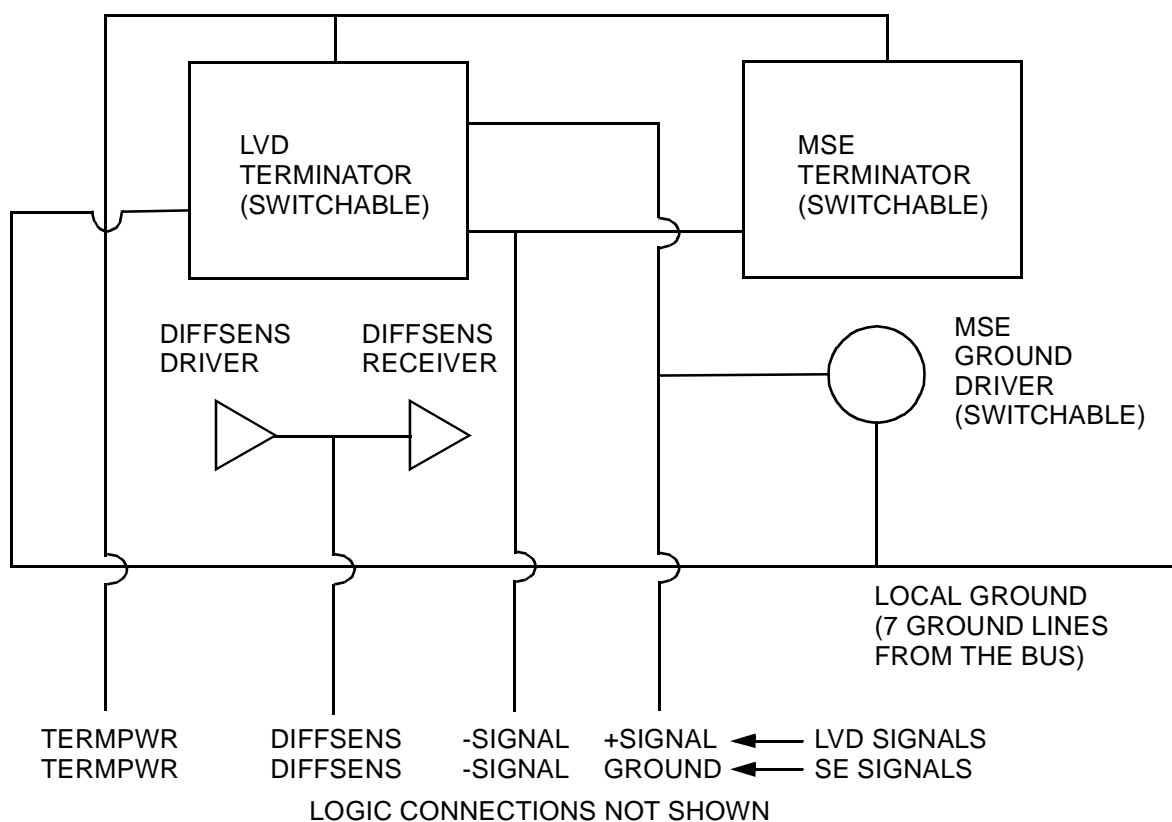 LVD
TERMINATOR
(SWITCHABLE)
MSE
TERMINATOR
(SWITCHABLE)
DIFFSENS
DRIVER
DIFFSENS
RECEIVER
MSE
GROUND
DRIVER
(SWITCHABLE)
LOCAL GROUND
(7 GROUND LINES
FROM THE BUS)
TERMPWR DIFFSENS -SIGNAL +SIGNAL LVD SIGNALS
TERMPWR DIFFSENS -SIGNAL GROUND SE SIGNALS
LOGIC CONNECTIONS NOT SHOWN